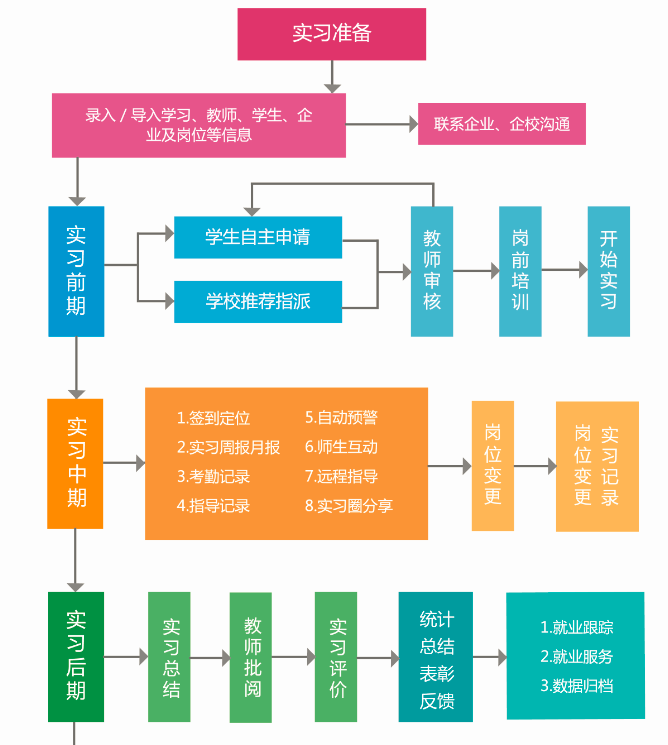 实习准备
录入 / 导入学习、教师、学生、企
业及岗位等信息
联系企业、企校沟通
实习前期
学生自主申请
学校推荐指派
教师审核
岗前培训
开始实习
实习中期
1.签到定位
2.实习周报月报
3.考勤记录
4.指导记录
5.自动预警
6.师生互动
7.远程指导
8.实习圈分享
岗位变更
岗位变更
实习记录
实习后期
实习总结
教师批阅
实习评价
统计
总结
表彰
反馈
1.就业跟踪
2.就业服务
3.数据归档